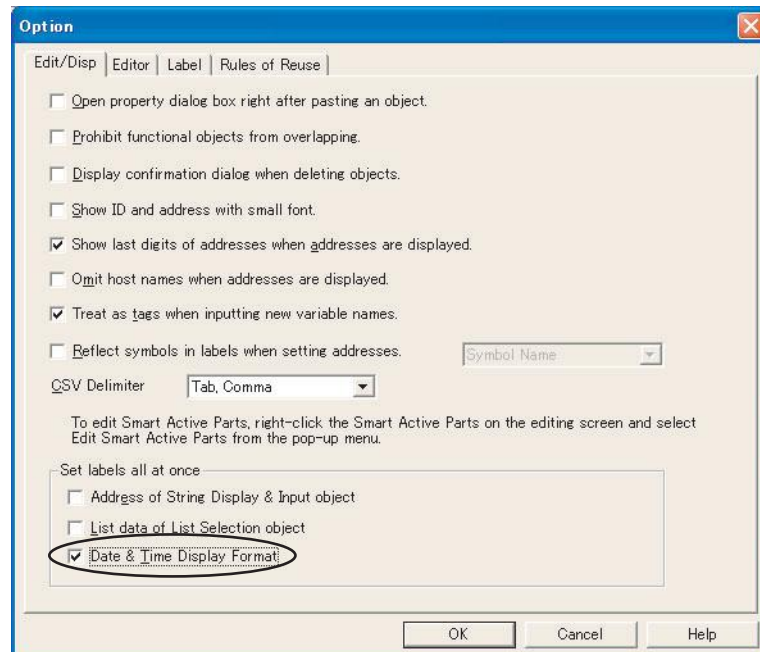 Option
Edit/Disp Editor Label Rules of Reuse
Open property dialog box right after pasting an object.
Prohibit functional objects from overlapping.
Display confirmation dialog when deleting objects.
Show ID and address with small font.
Show last digits of addresses when addresses are displayed.
Omit host names when addresses are displayed.
Treat as tags when inputting new variable names.
Reflect symbols in labels when setting addresses. Symbol Name
CSV Delimiter Tab, Comma
To edit Smart Active Parts, right-click the Smart Active Parts on the editing screen and select
Edit Smart Active Parts from the pop-up menu.
Set labels all at once
Address of String Display & Input object
List data of List Selection object
Date & Time Display Format
OK Cancel Help